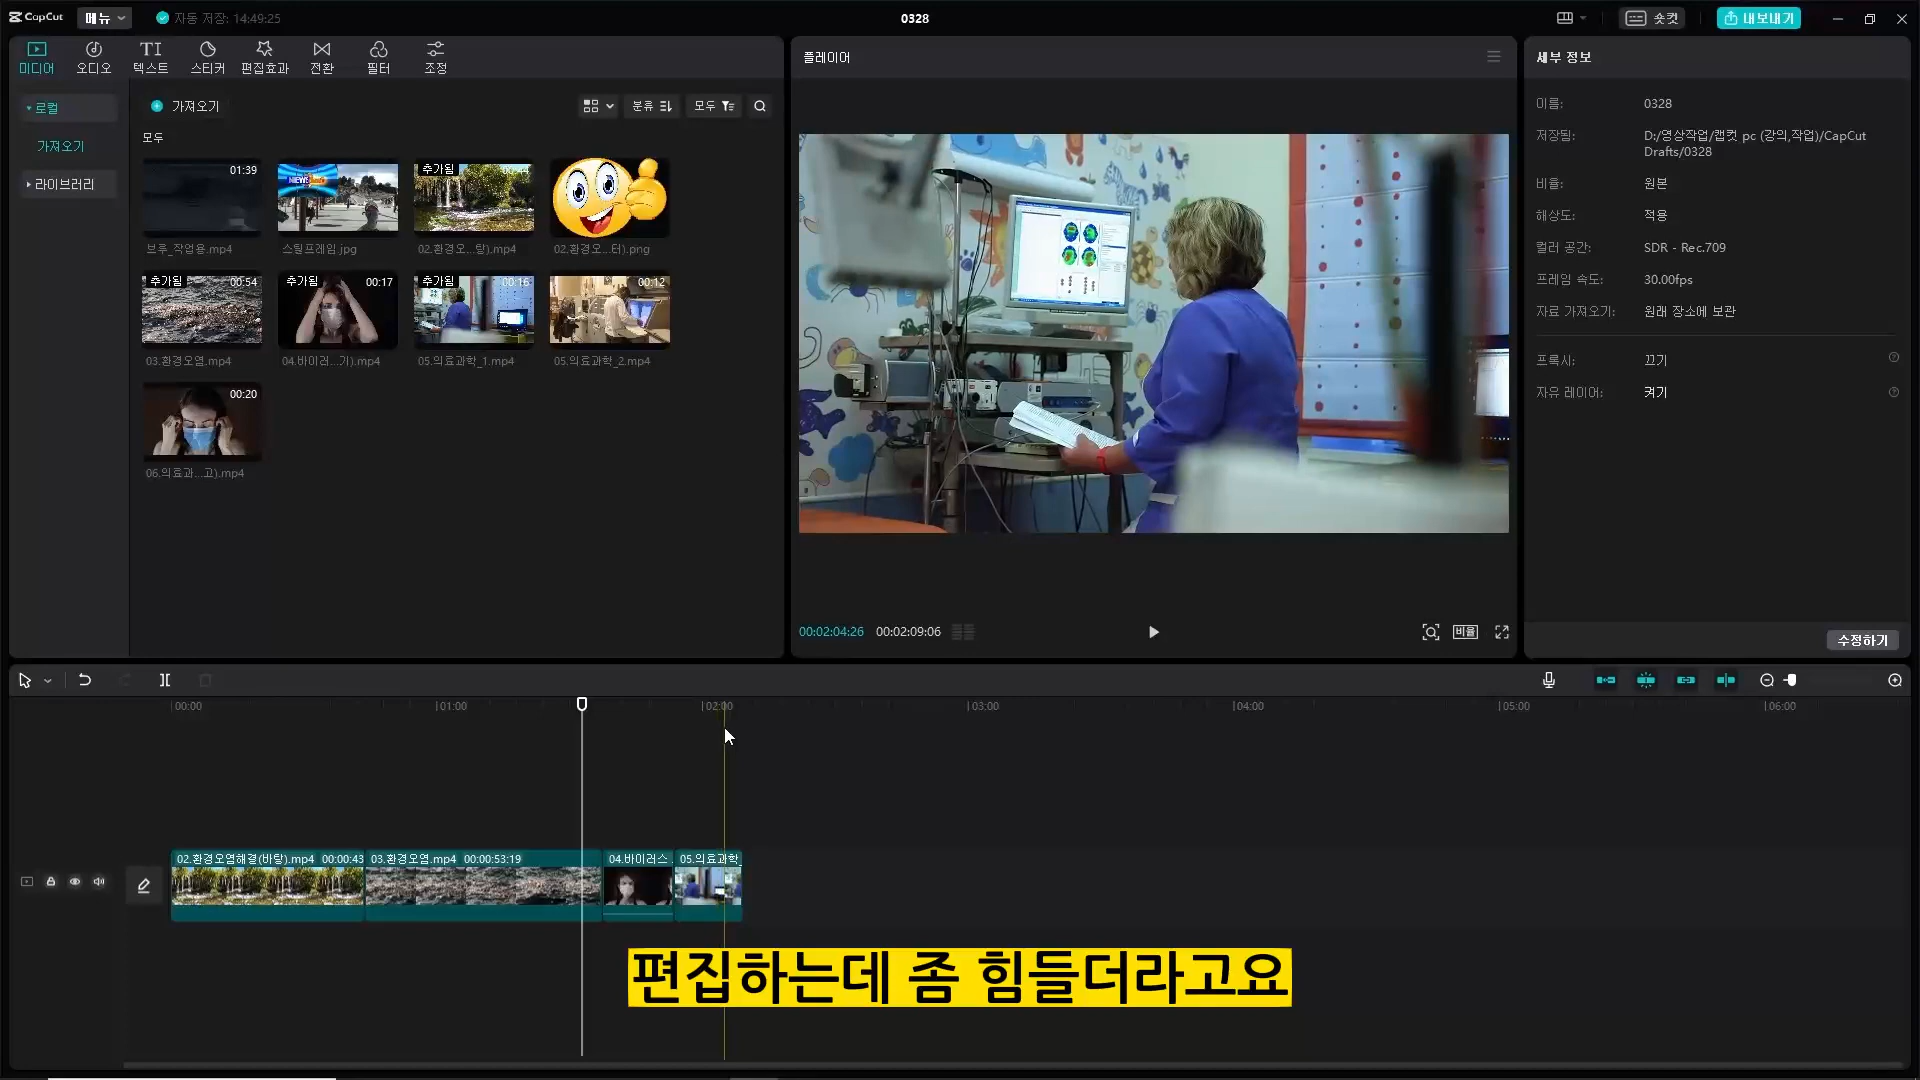 CapCut
메뉴
자동 저장: 14:49:25
0328
숏컷
내보내기
미디어
오디오
텍스트
스티커
편집효과
전환
필터
조정
로컬
가져오기
라이브러리
가져오기
분류
모두
모두
01:39
보루_작업용.mp4
NEWS
스틸프레임.jpg
추가됨
02.환경오...탕).mp4
02.환경오...터).png
추가됨 00:54
03.환경오염.mp4
추가됨 00:17
04.바이러...기).mp4
추가됨 00:16
05.의료과학_1.mp4
00:12
05.의료과학_2.mp4
00:20
06.의료과...고).mp4
플레이어
00:02:04:26 00:02:09:06
비율
세부 정보
이름: 0328
저장됨: D:/영상작업/캡컷 pc (강의,작업)/CapCut
Drafts/0328
비율: 원본
해상도: 적용
컬러 공간: SDR - Rec.709
프레임 속도: 30.00fps
자료 가져오기: 원래 장소에 보관
프록시: 끄기
자유 레이어: 켜기
수정하기
00:00 01:00 02:00 03:00 04:00 05:00 06:00
02.환경오염해결(바탕).mp4 00:00:43
03.환경오염.mp4 00:00:53:19
04.바이러스
05.의료과학_
편집하는데 좀 힘들더라고요